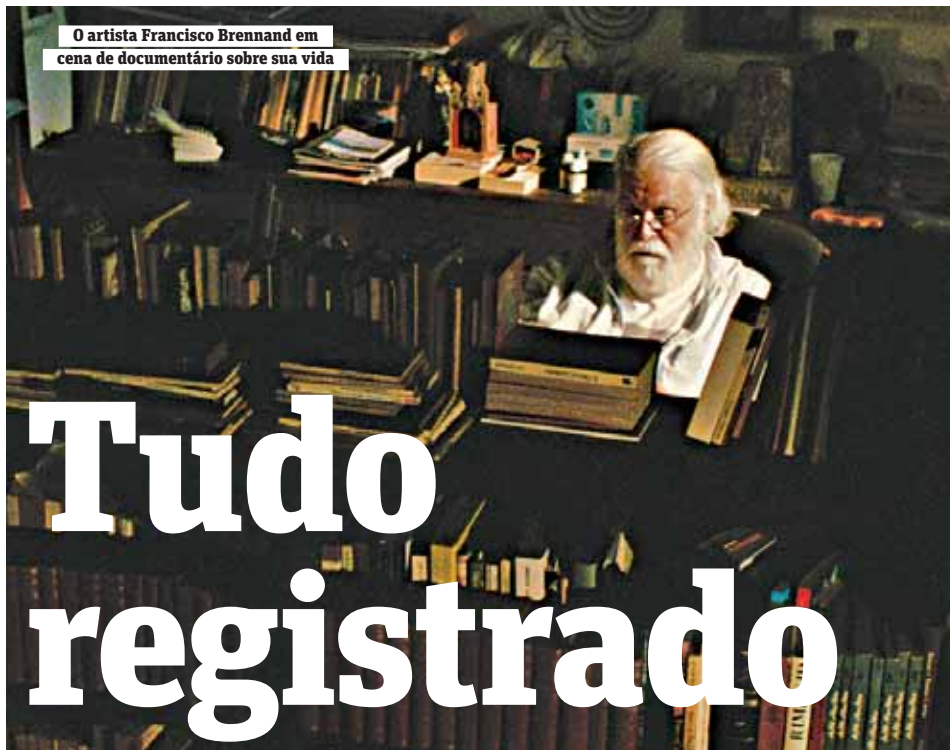 O artista Francisco Brennand em
cena de documentário sobre sua vida
Tudo
registrado